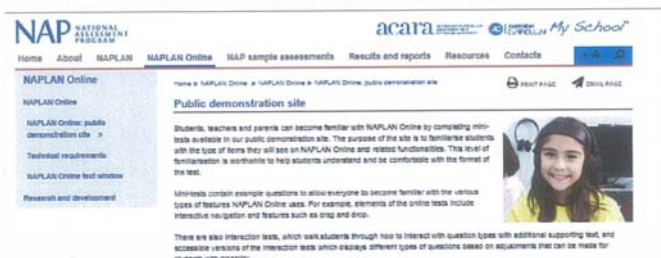 NAP NATIONAL
ASSESSMENT
PROGRAM
acara
My School
Home About NAPLAN NAPLAN Online NAP sample assessments Results and reports Resources Contacts
NAPLAN Online
NAPLAN Online
NAPLAN Online: public
demonstration site »
Technical requirements
NAPLAN Online test window
Research and development
Home » NAPLAN Online » NAPLAN Online: public demonstration site
PRINT PAGE EMAIL PAGE
Public demonstration site
Students, teachers and parents can become familiar with NAPLAN Online by completing mini-
tests available in our public demonstration site. The purpose of the site is to familiarise students
with the type of items they will see on NAPLAN Online and related functionalities. This level of
familiarisation is worthwhile to help students understand and be comfortable with the format of
the test.
Mini-tests contain example questions to allow everyone to become familiar with the various
types of features NAPLAN Online uses. For example, elements of the online tests include
interactive navigation and features such as drag and drop.
There are also interaction tests, which walk students through how to interact with question types with additional supporting text, and
accessible versions of the interaction tests which displays different types of questions based on adjustments that can be made for